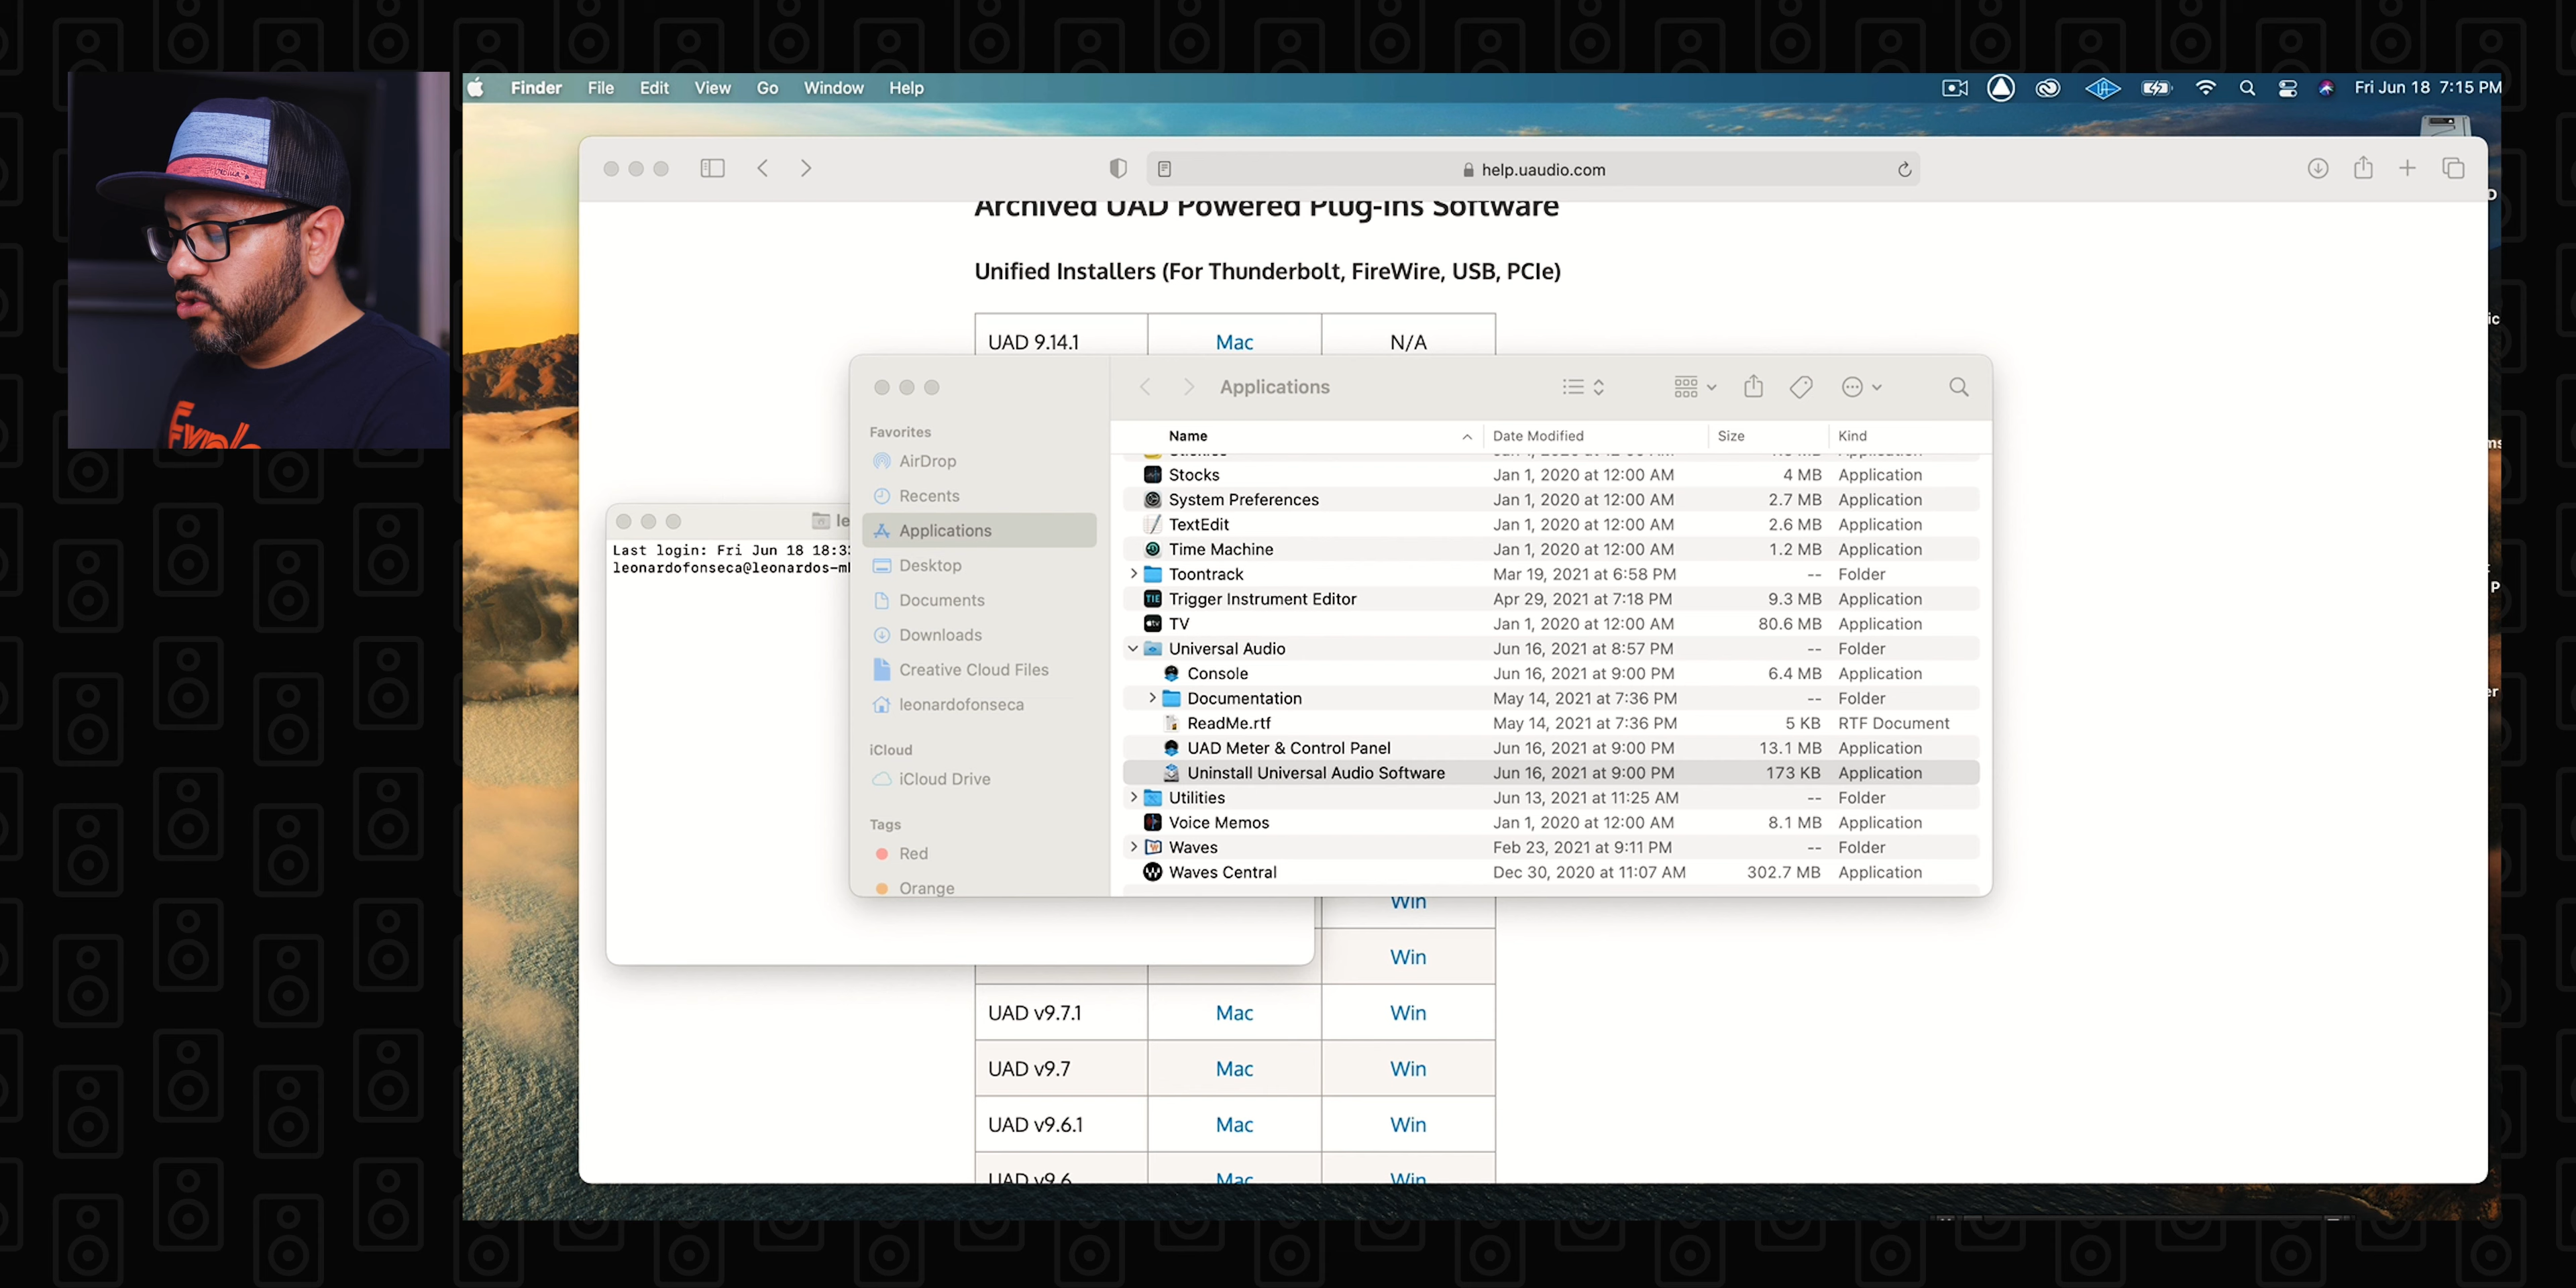 Finder File Edit View Go Window Help
Fri Jun 18 7:15 PM
help.uaudio.com
Archived UAD Powered Plug-Ins Software
Unified Installers (For Thunderbolt, FireWire, USB, PCIe)
UAD 9.14.1 Mac N/A
Applications
Favorites
AirDrop
Recents
Applications
Desktop
Documents
Downloads
Creative Cloud Files
leonardofonseca
iCloud
iCloud Drive
Tags
Red
Orange
Name Date Modified Size Kind
Stocks Jan 1, 2020 at 12:00 AM 4 MB Application
System Preferences Jan 1, 2020 at 12:00 AM 2.7 MB Application
TextEdit Jan 1, 2020 at 12:00 AM 2.6 MB Application
Time Machine Jan 1, 2020 at 12:00 AM 1.2 MB Application
Toontrack Mar 19, 2021 at 6:58 PM -- Folder
Trigger Instrument Editor Apr 29, 2021 at 7:18 PM 9.3 MB Application
TV Jan 1, 2020 at 12:00 AM 80.6 MB Application
Universal Audio Jun 16, 2021 at 8:57 PM -- Folder
Console Jun 16, 2021 at 9:00 PM 6.4 MB Application
Documentation May 14, 2021 at 7:36 PM -- Folder
ReadMe.rtf May 14, 2021 at 7:36 PM 5 KB RTF Document
UAD Meter & Control Panel Jun 16, 2021 at 9:00 PM 13.1 MB Application
Uninstall Universal Audio Software Jun 16, 2021 at 9:00 PM 173 KB Application
Utilities Jun 13, 2021 at 11:25 AM -- Folder
Voice Memos Jan 1, 2020 at 12:00 AM 8.1 MB Application
Waves Feb 23, 2021 at 9:11 PM -- Folder
Waves Central Dec 30, 2020 at 11:07 AM 302.7 MB Application
Last login: Fri Jun 18 18:3
leonardofonseca@leonardos-m
Win
Win
UAD v9.7.1 Mac Win
UAD v9.7 Mac Win
UAD v9.6.1 Mac Win
UAD v9.6 Mac Win